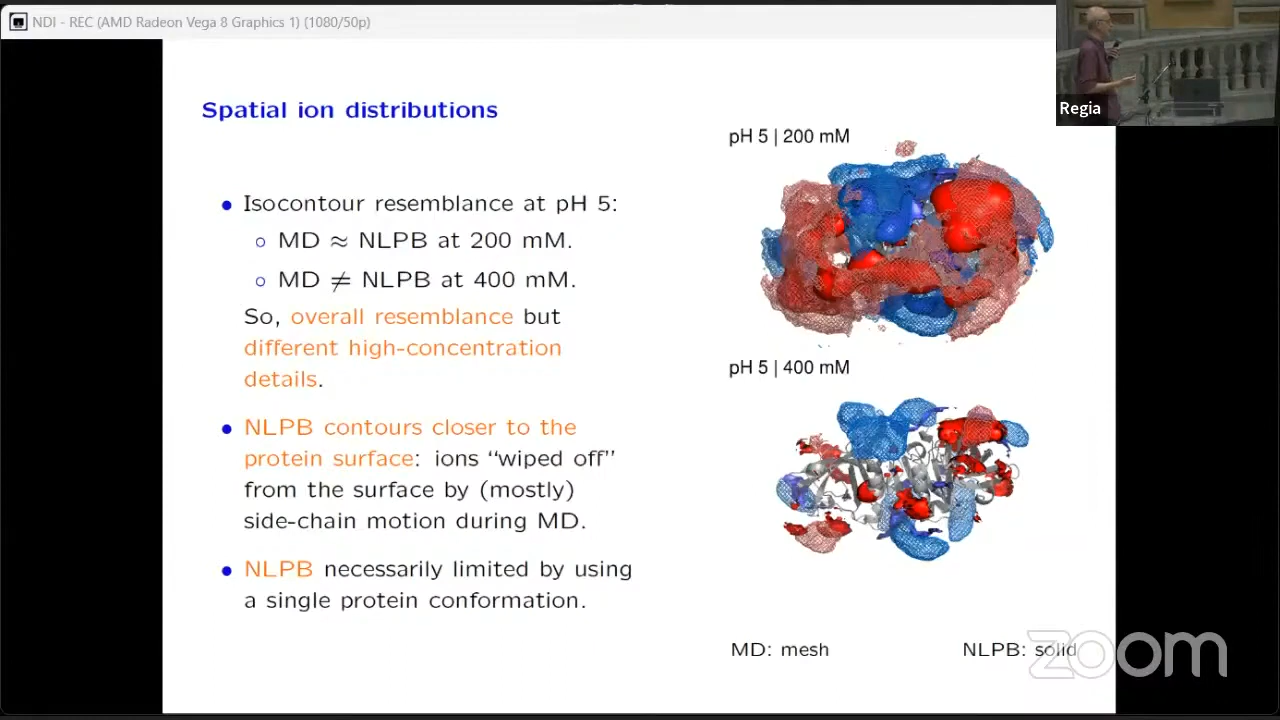 NDI - REC (AMD Radeon Vega 8 Graphics 1) (1080/50p)
Regia
Spatial ion distributions
• Isocontour resemblance at pH 5:
◦ MD ≈ NLPB at 200 mM.
◦ MD ≠ NLPB at 400 mM.
So, overall resemblance but
different high-concentration
details.
• NLPB contours closer to the
protein surface: ions “wiped off”
from the surface by (mostly)
side-chain motion during MD.
• NLPB necessarily limited by using
a single protein conformation.
pH 5 | 200 mM
pH 5 | 400 mM
MD: mesh
NLPB: solid
zoom